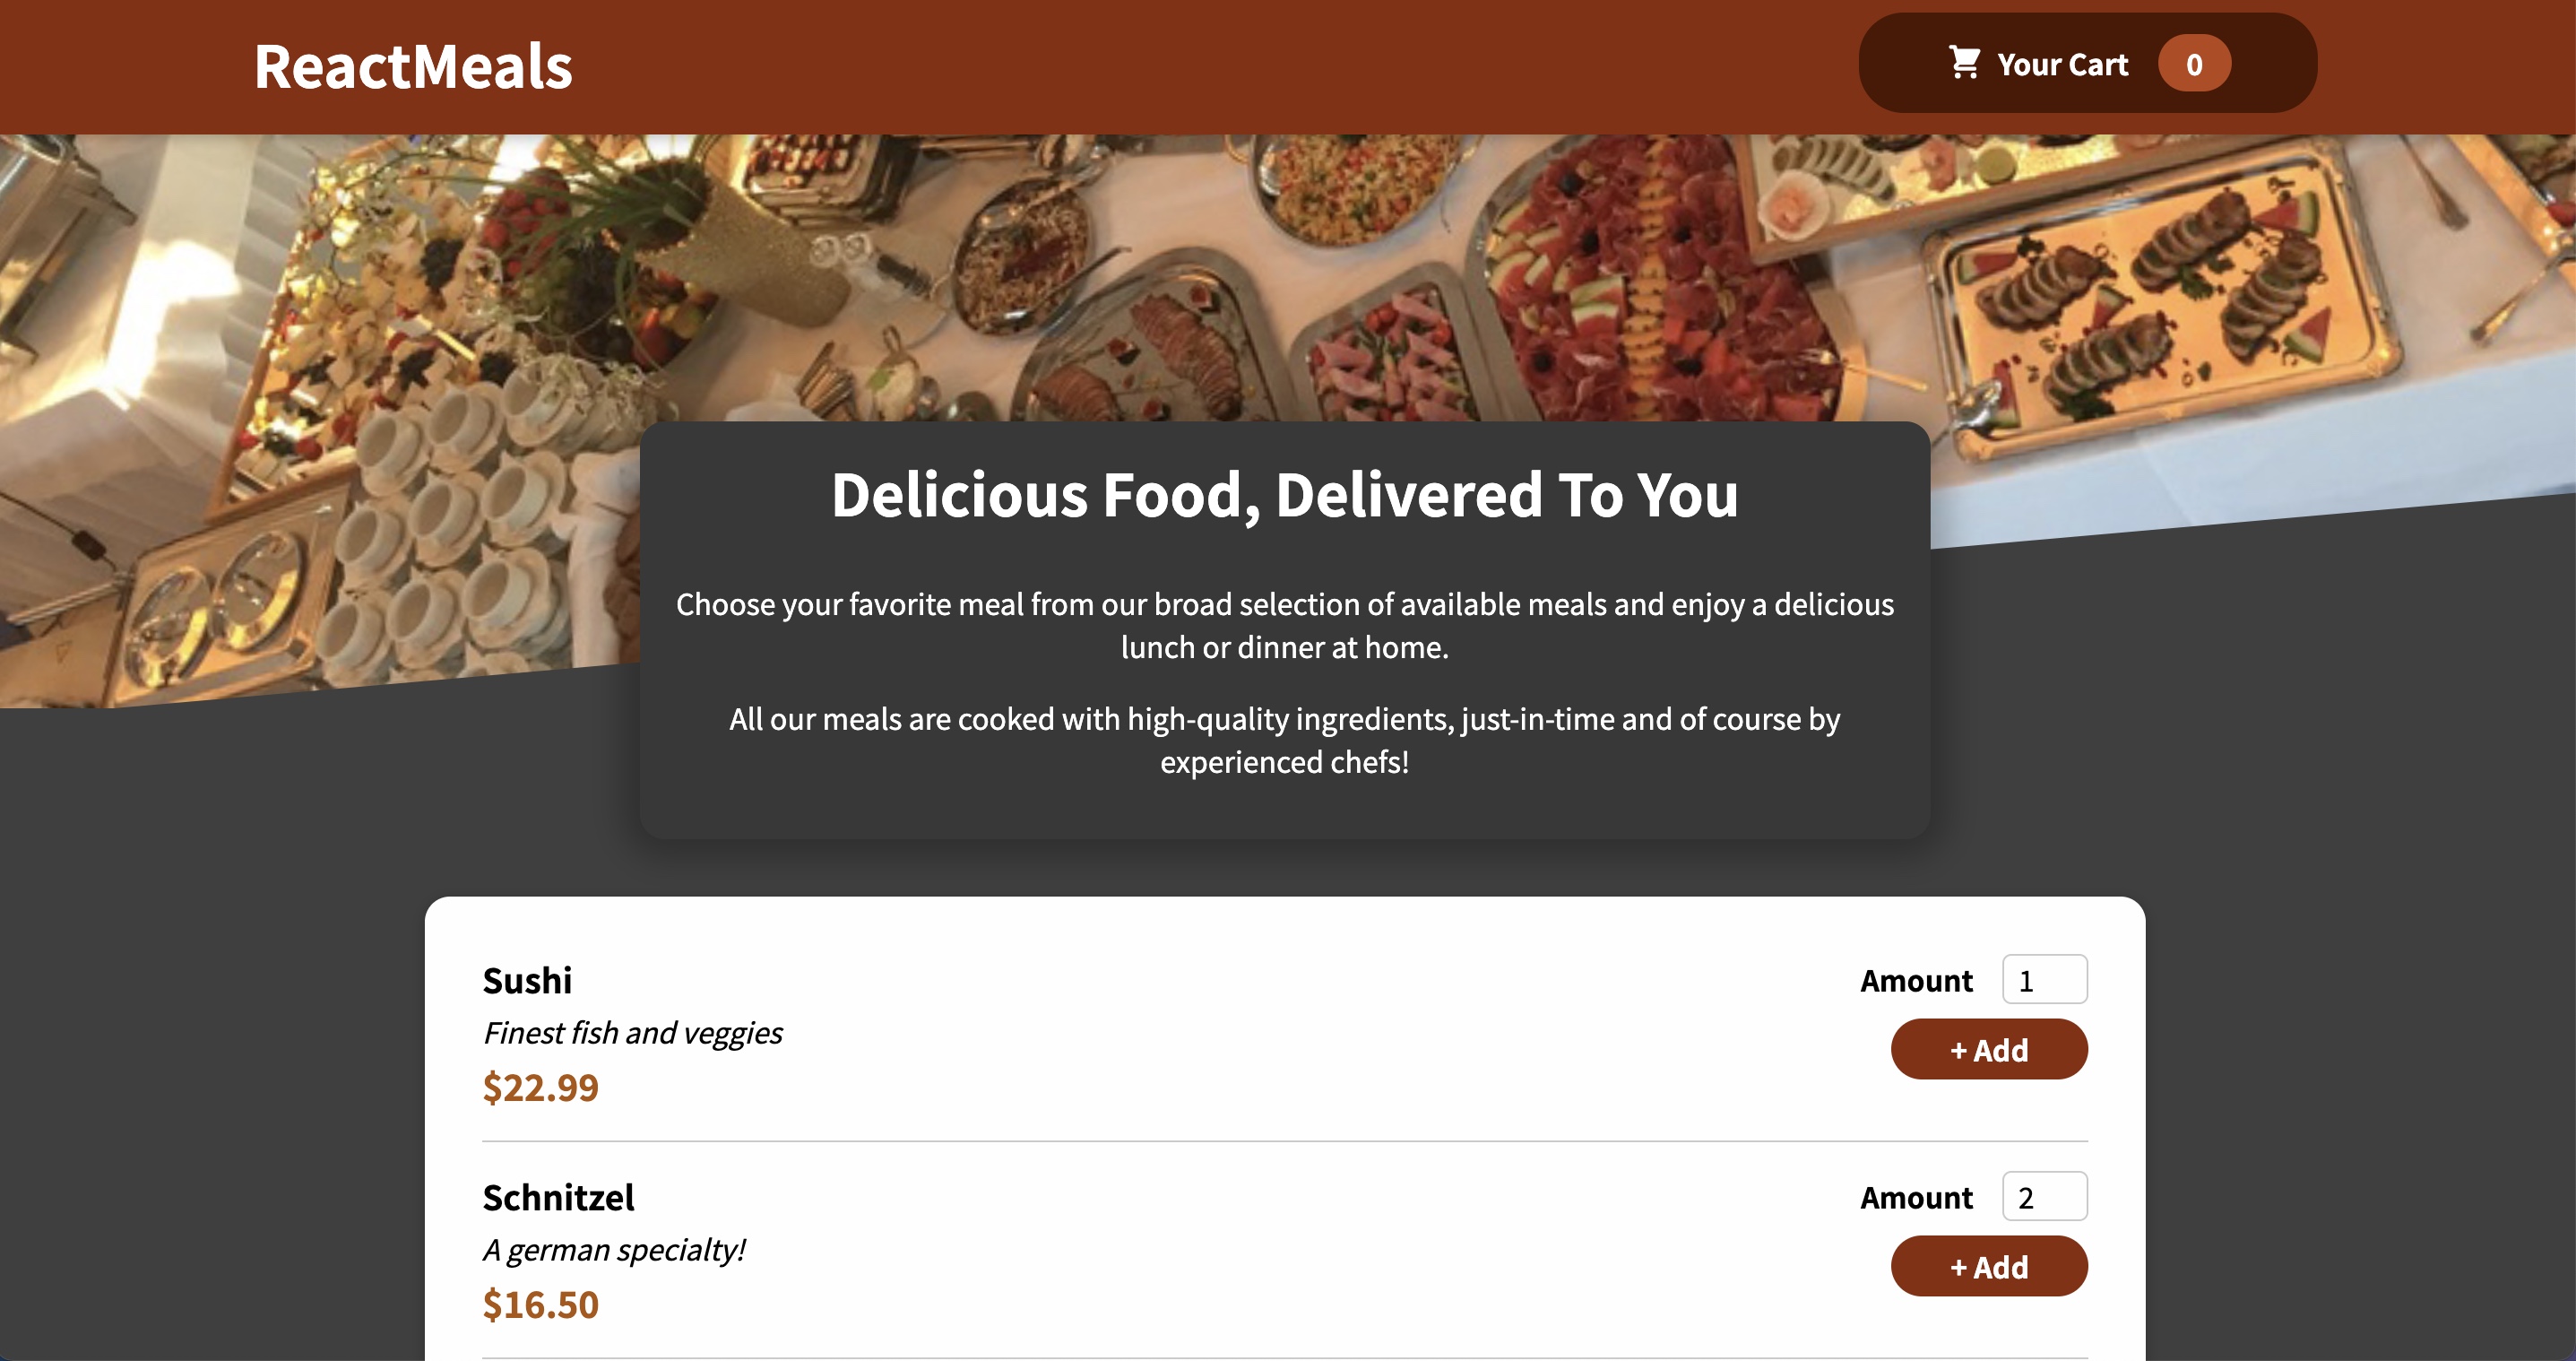 ReactMeals
Your Cart 0
Delicious Food, Delivered To You
Choose your favorite meal from our broad selection of available meals and enjoy a delicious
lunch or dinner at home.
All our meals are cooked with high-quality ingredients, just-in-time and of course by
experienced chefs!
Sushi
Finest fish and veggies
$22.99
Amount 1
+ Add
Schnitzel
A german specialty!
$16.50
Amount 2
+ Add